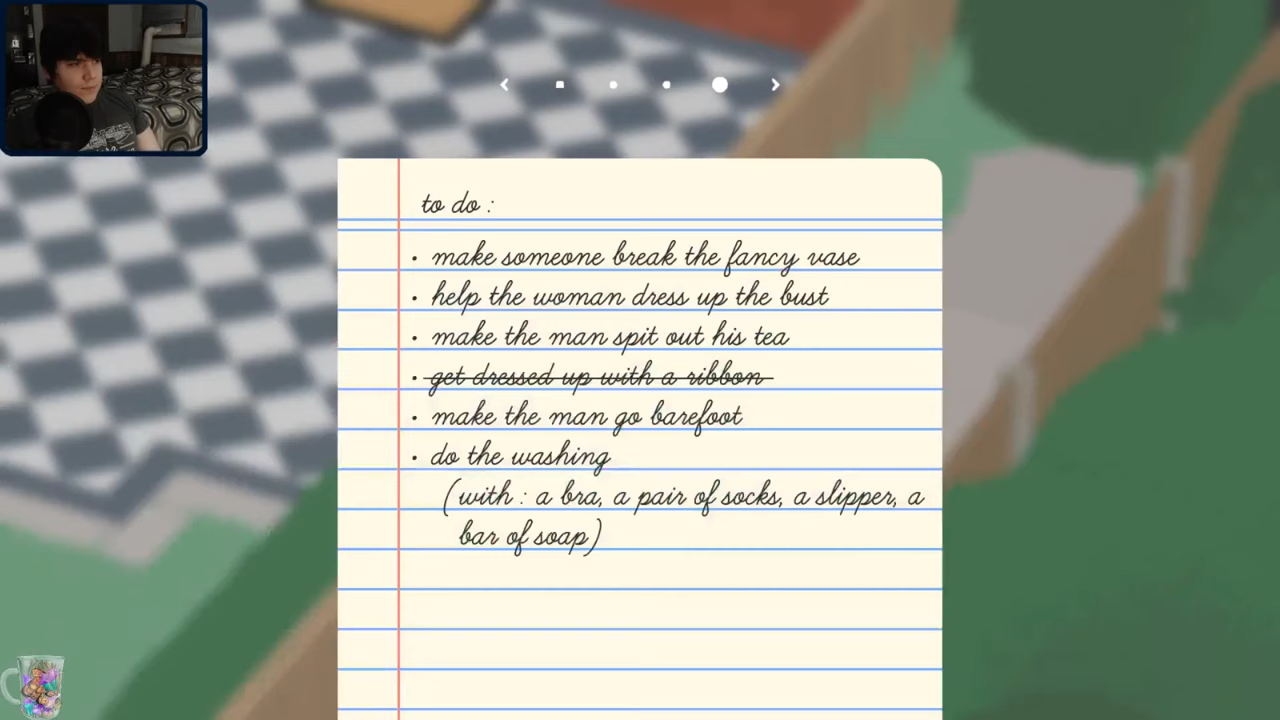 to do :
• make someone break the fancy vase
• help the woman dress up the bust
• make the man spit out his tea
• get dressed up with a ribbon
• make the man go barefoot
• do the washing
(with : a bra, a pair of socks, a slipper, a
bar of soap)